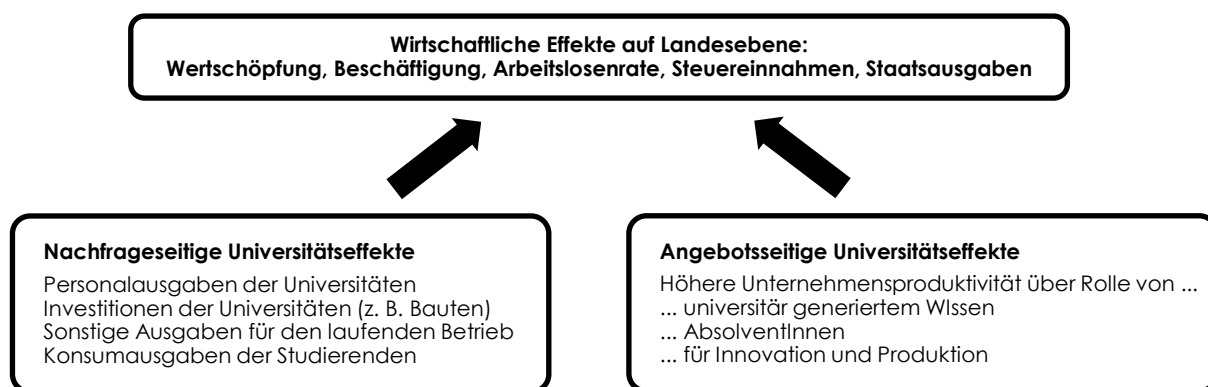 Wirtschaftliche Effekte auf Landesebene:
Wertschöpfung, Beschäftigung, Arbeitslosenrate, Steuereinnahmen, Staatsausgaben
Nachfrageseitige Universitätseffekte
Personalausgaben der Universitäten
Investitionen der Universitäten (z. B. Bauten)
Sonstige Ausgaben für den laufenden Betrieb
Konsumausgaben der Studierenden
Angebotsseitige Universitätseffekte
Höhere Unternehmensproduktivität über Rolle von ...
... universitär generiertem WIssen
... AbsolventInnen
... für Innovation und Produktion